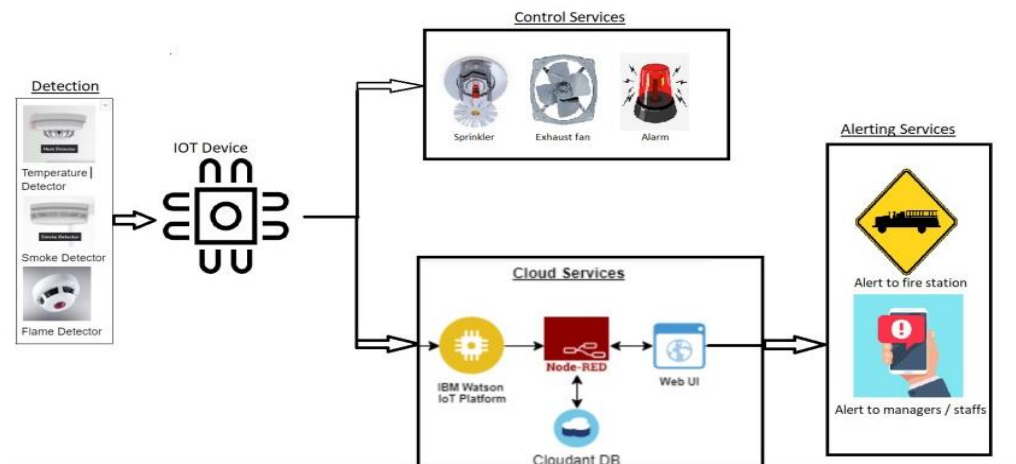 Control Services
Sprinkler
Exhaust fan
Alarm
Detection
Heat Detector
Temperature
Detector
Smoke Detector
Smoke Detector
Flame Detector
IOT Device
Cloud Services
IBM Watson
IoT Platform
Node-RED
Web UI
Cloudant DB
Alerting Services
Alert to fire station
Alert to managers / staffs